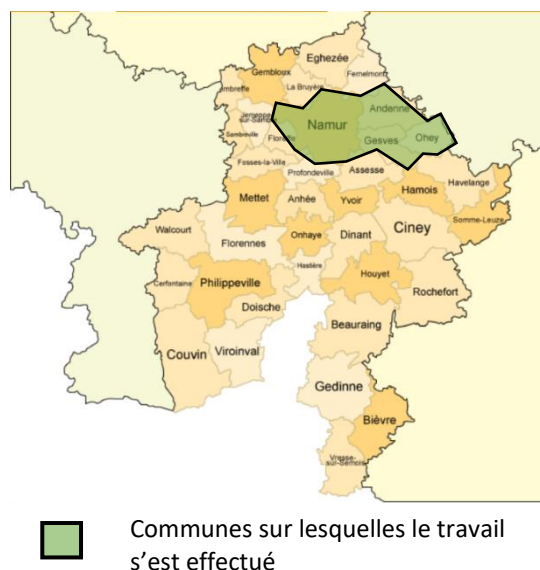 Eghezée
Gembloux
Fernelmont
La Bruyère
Andenne
Namur
Gesves
Ohey
Fosses-la-Ville
Profondeville
Assesse
Mettet
Anhée
Yvoir
Hamois
Havelange
Somme-Leuze
Walcourt
Florennes
Onhaye
Dinant
Ciney
Hastière
Cerfontaine
Philippeville
Houyet
Rochefort
Doische
Beauraing
Couvin
Viroinval
Gedinne
Bièvre
Vresse-
sur-Semois
Communes sur lesquelles le travail
s’est effectué